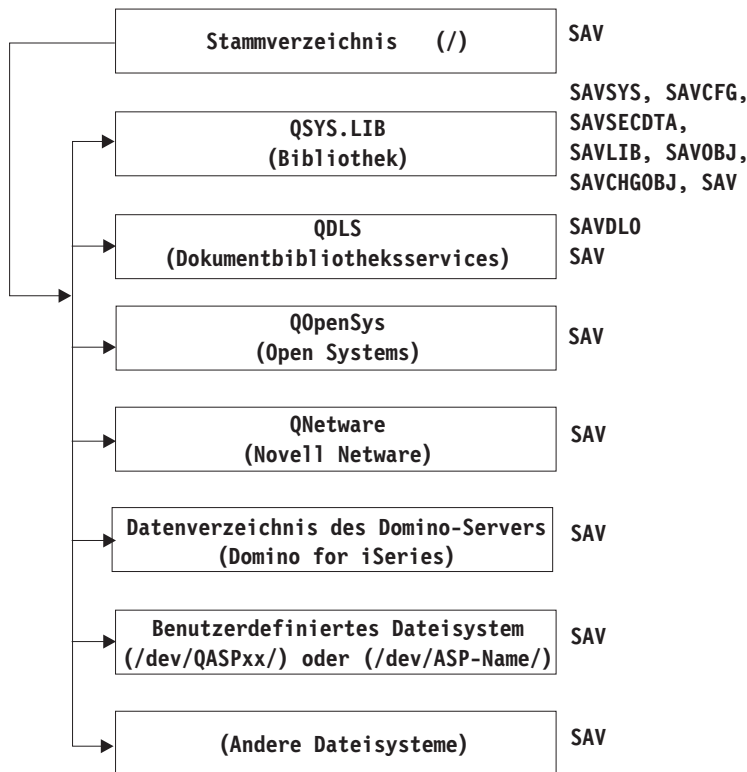 Stammverzeichnis (/)
SAV
QSYS.LIB
(Bibliothek)
SAVSYS, SAVCFG,
SAVSECDTA,
SAVLIB, SAVOBJ,
SAVCHGOBJ, SAV
QDLS
(Dokumentbibliotheksservices)
SAVDLO
SAV
QOpenSys
(Open Systems)
SAV
QNetware
(Novell Netware)
SAV
Datenverzeichnis des Domino-Servers
(Domino for iSeries)
SAV
Benutzerdefiniertes Dateisystem
(/dev/QASPxx/) oder (/dev/ASP-Name/)
SAV
(Andere Dateisysteme)
SAV